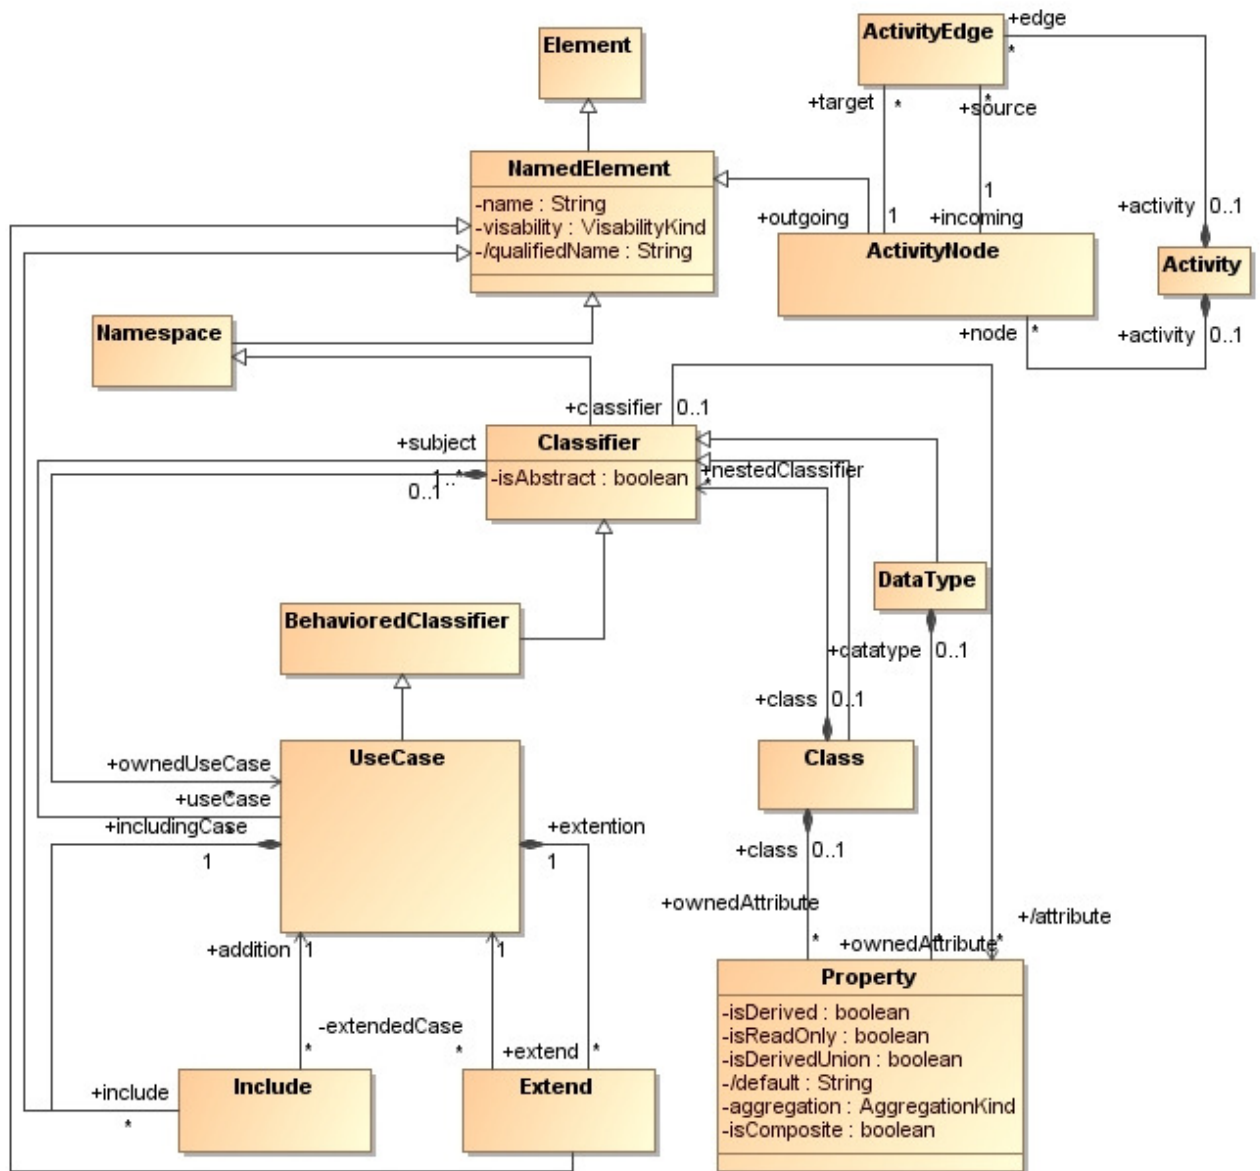 Element
ActivityEdge
+edge
*
+target
*
*
+source
NamedElement
-name : String
-visability : VisabilityKind
-/qualifiedName : String
+outgoing
1
1
+incoming
+activity
0..1
ActivityNode
Activity
+node
*
+activity
0..1
Namespace
+classifier
0..1
+subject
Classifier
-isAbstract : boolean
1..*
0..1
+nestedClassifier
*
DataType
BehavioredClassifier
+catatype
0..1
+class
0..1
UseCase
Class
+ownedUseCase
*
+useCase
*
+includingCase
1
+extention
1
+class
0..1
+ownedAttribute
*
+ownedAttribute
*
+/attribute
*
+addition
1
1
Property
-isDerived : boolean
-isReadOnly : boolean
-isDerivedUnion : boolean
-/default : String
-aggregation : AggregationKind
-isComposite : boolean
-extendedCase
*
*
+extend
*
+include
*
Include
Extend